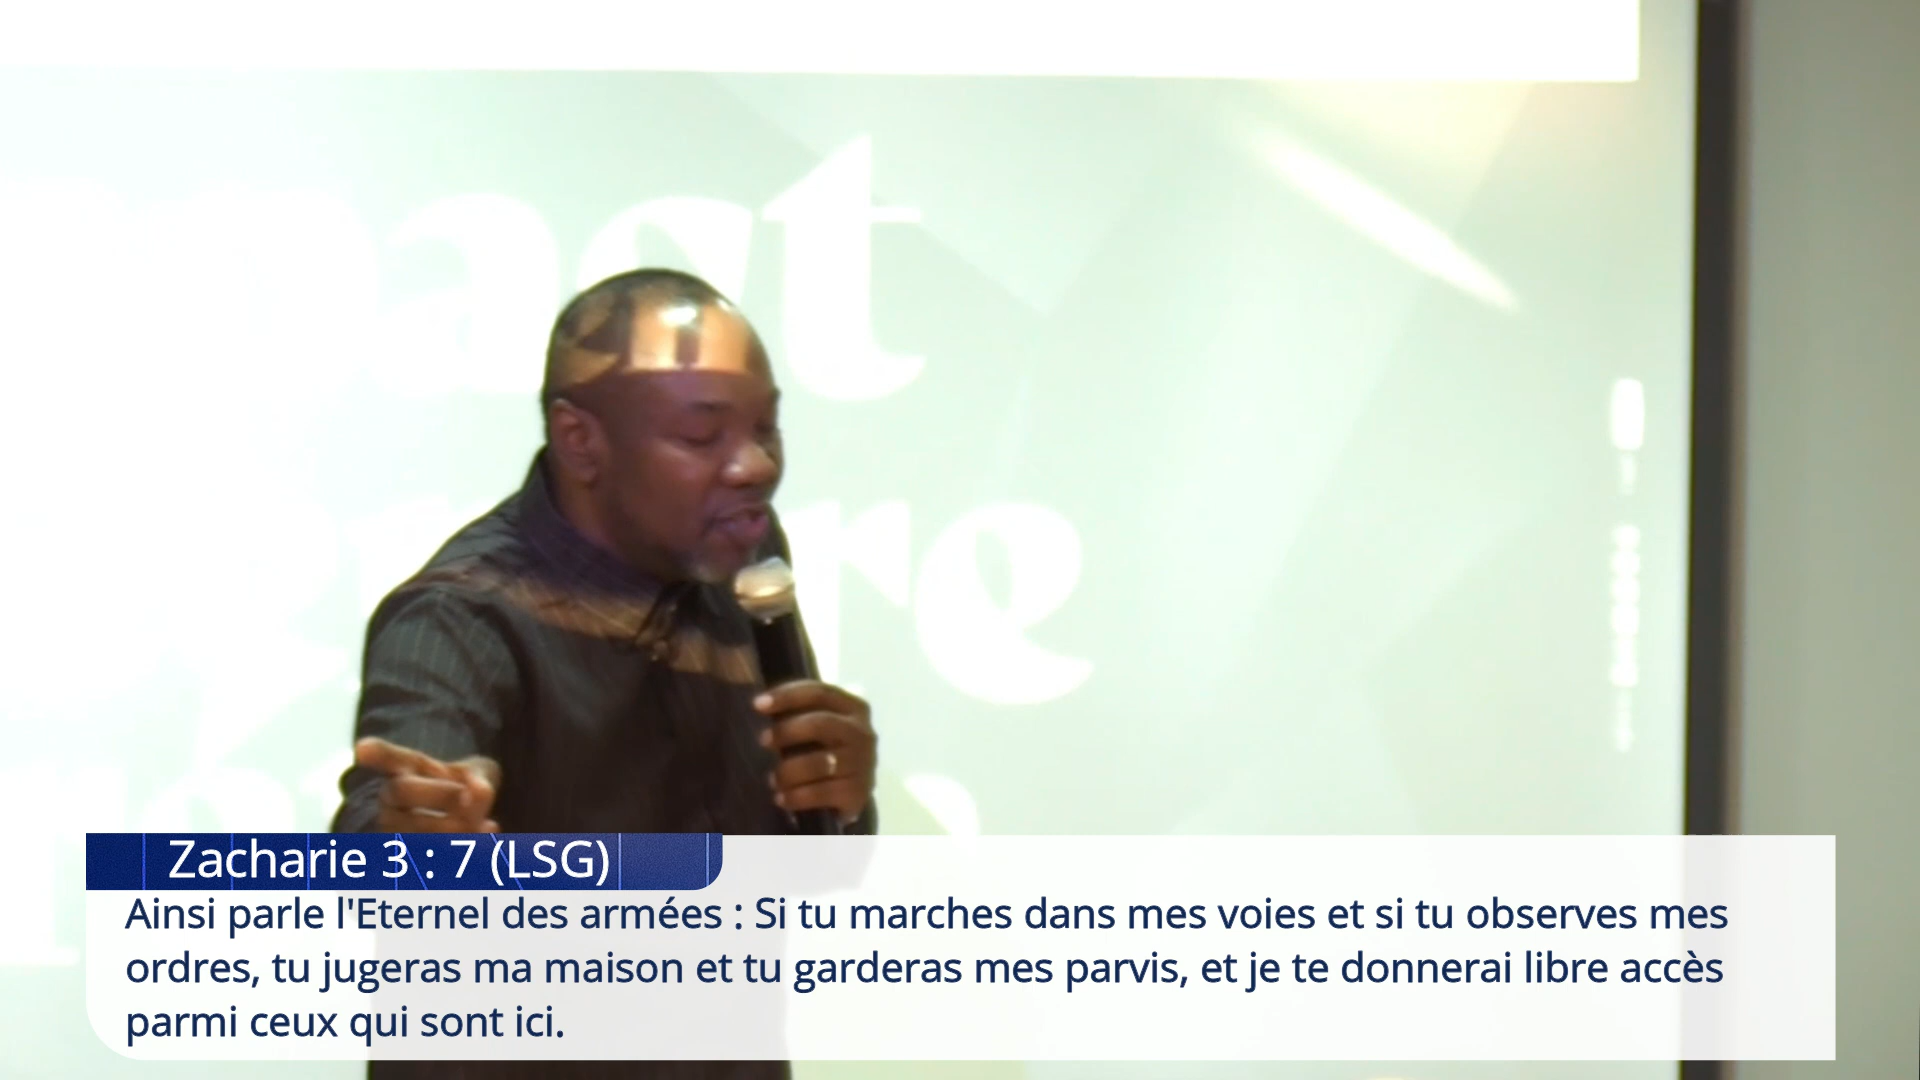 Zacharie 3 : 7 (LSG)
Ainsi parle l'Eternel des armées : Si tu marches dans mes voies et si tu observes mes
ordres, tu jugeras ma maison et tu garderas mes parvis, et je te donnerai libre accès
parmi ceux qui sont ici.